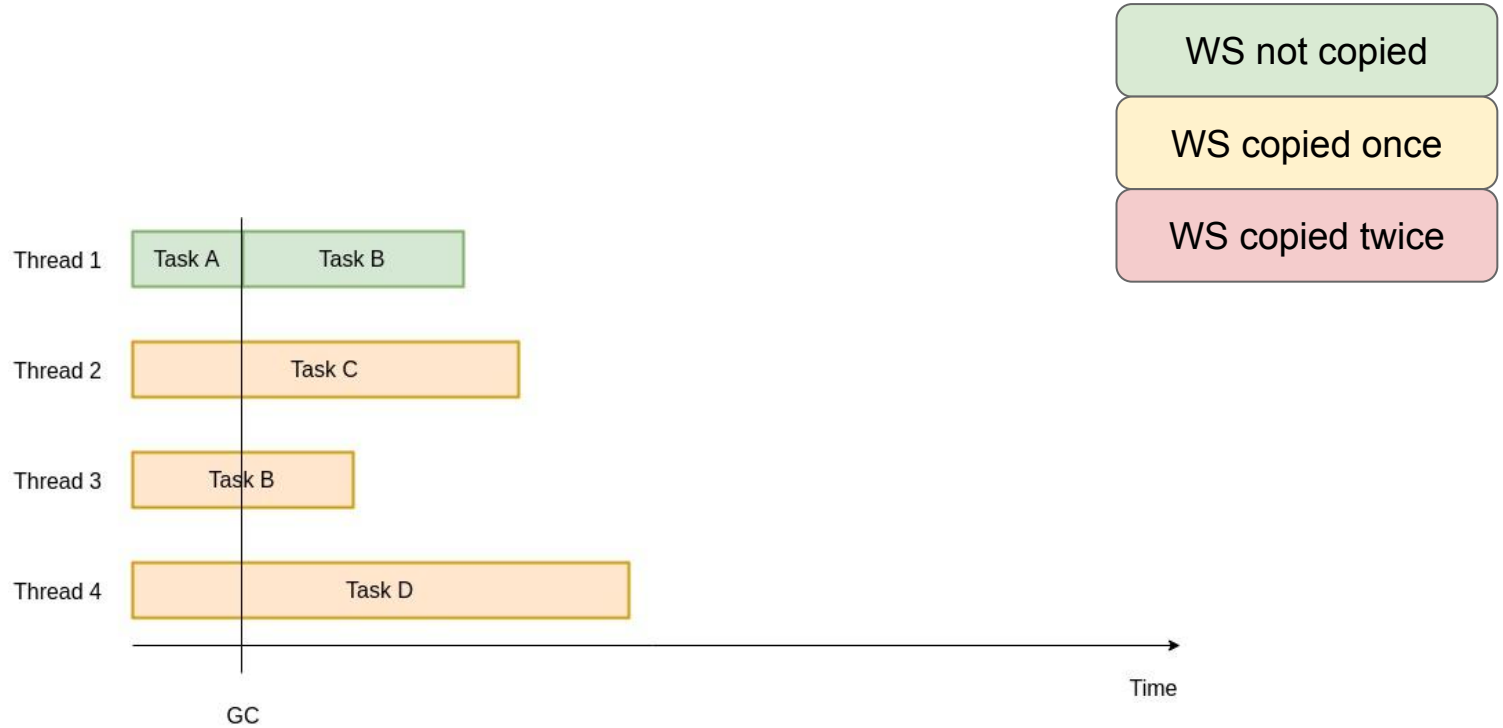 WS not copied
WS copied once
WS copied twice
Thread 1
Task A
Task B
Thread 2
Task C
Thread 3
Task B
Thread 4
Task D
Time
GC